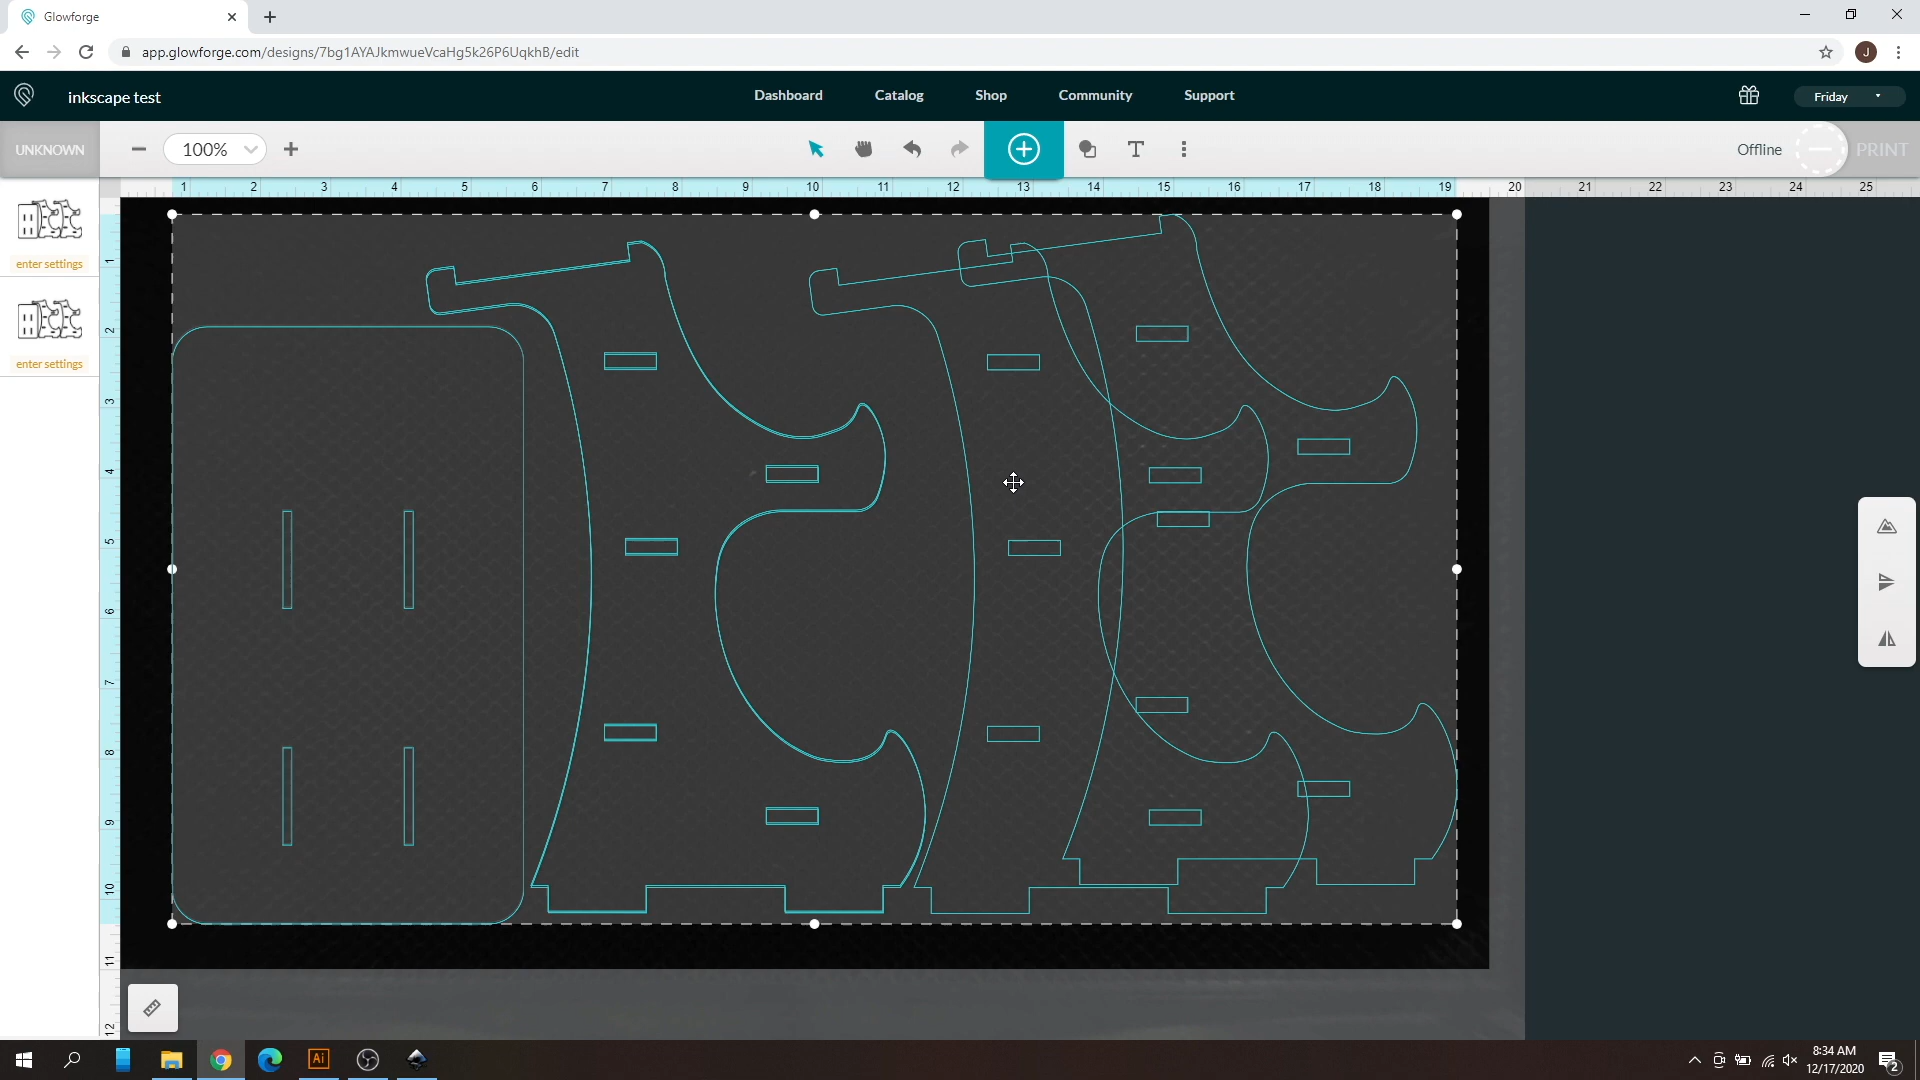 Glowforge
app.glowforge.com/designs/7bg1AYAJkmwueVcaHg5k26P6UqkhB/edit
J
inkscape test
Dashboard
Catalog
Shop
Community
Support
Friday
UNKNOWN
100%
T
Offline
PRINT
1 2 3 4 5 6 7 8 9 10 11 12 13 14 15 16 17 18 19 20 21 22 23 24 25
enter settings
enter settings
1
2
3
4
5
6
7
8
9
10
11
12
Ai
8:34 AM
12/17/2020
2